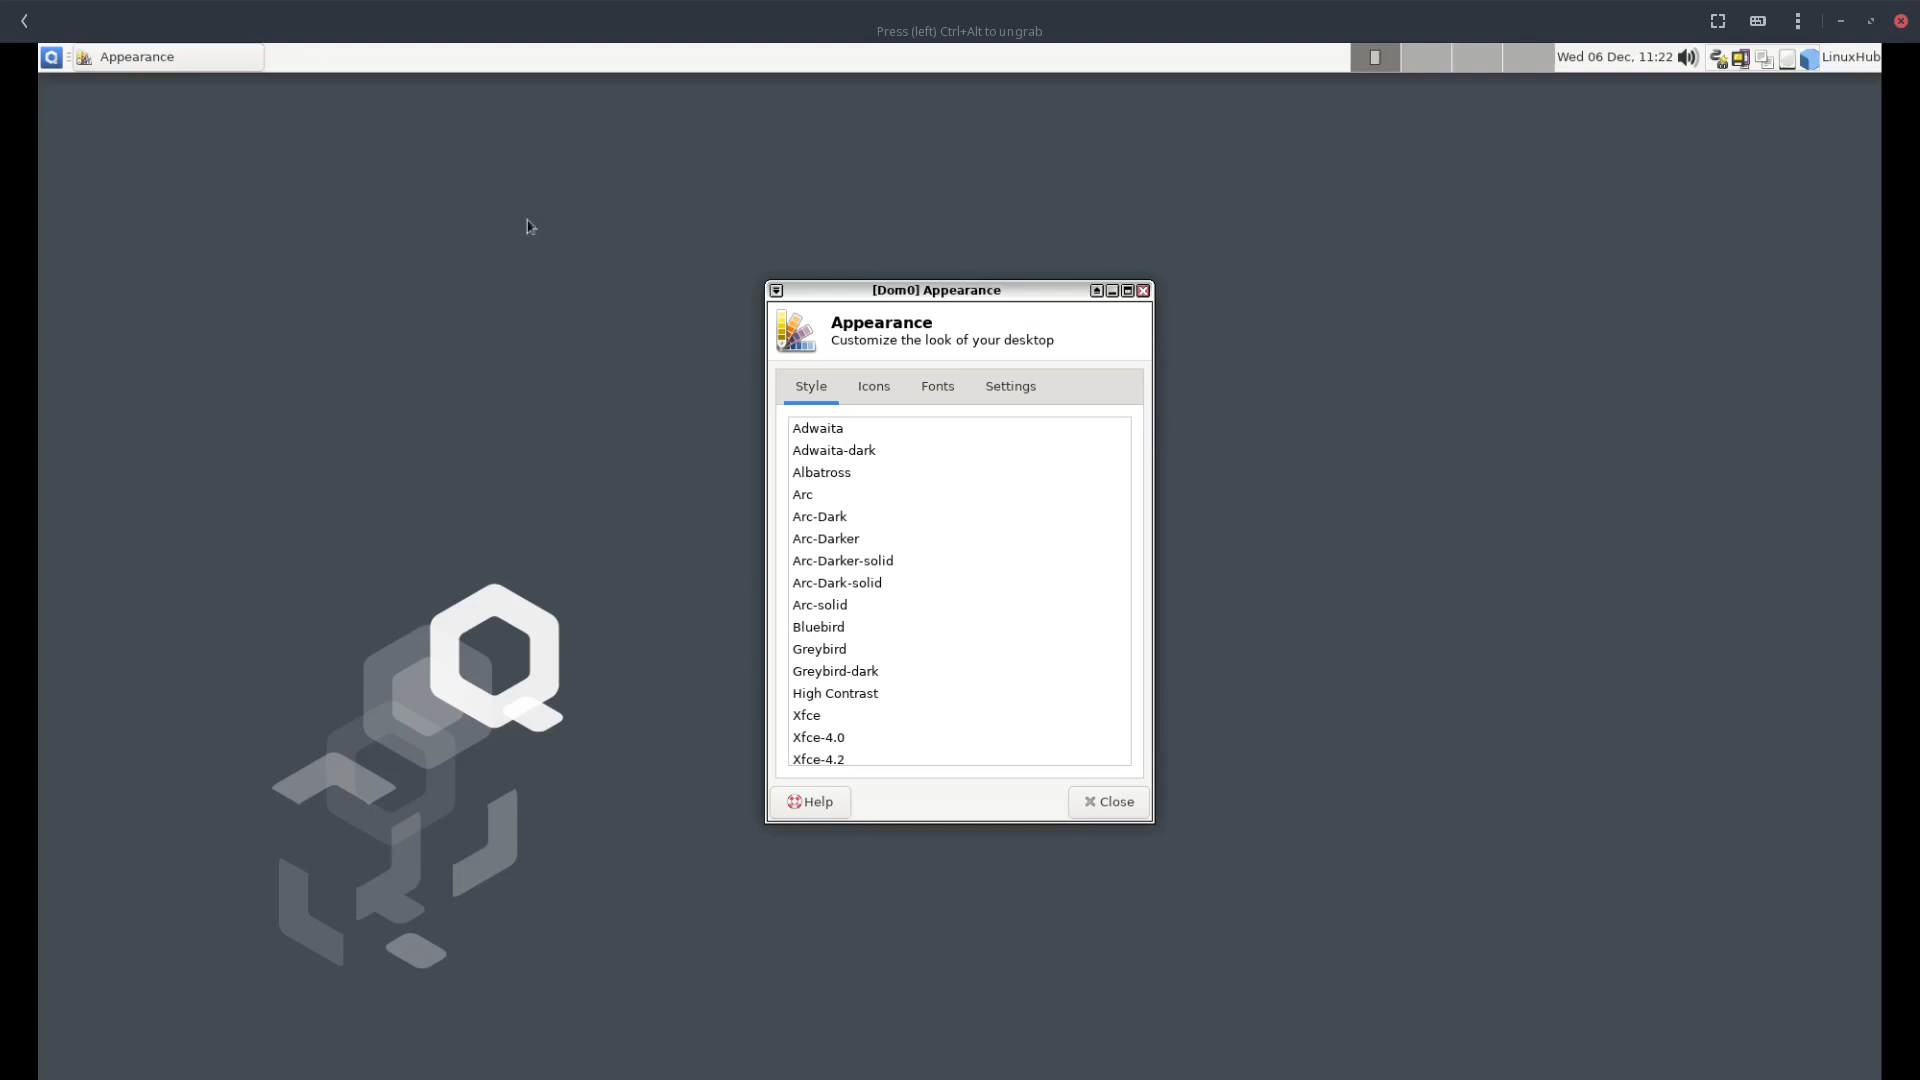 Press (left) Ctrl+Alt to ungrab
Appearance
Wed 06 Dec, 11:22
LinuxHub
[Dom0] Appearance
Appearance
Customize the look of your desktop
Style Icons Fonts Settings
Adwaita
Adwaita-dark
Albatross
Arc
Arc-Dark
Arc-Darker
Arc-Darker-solid
Arc-Dark-solid
Arc-solid
Bluebird
Greybird
Greybird-dark
High Contrast
Xfce
Xfce-4.0
Xfce-4.2
Help
Close